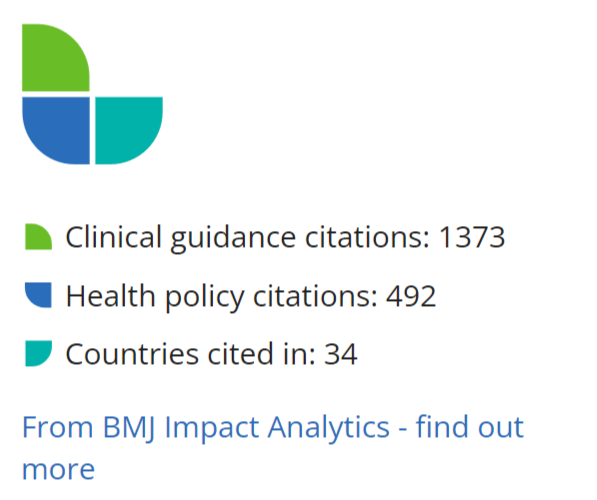 Clinical guidance citations: 1373
Health policy citations: 492
Countries cited in: 34
From BMJ Impact Analytics - find out
more